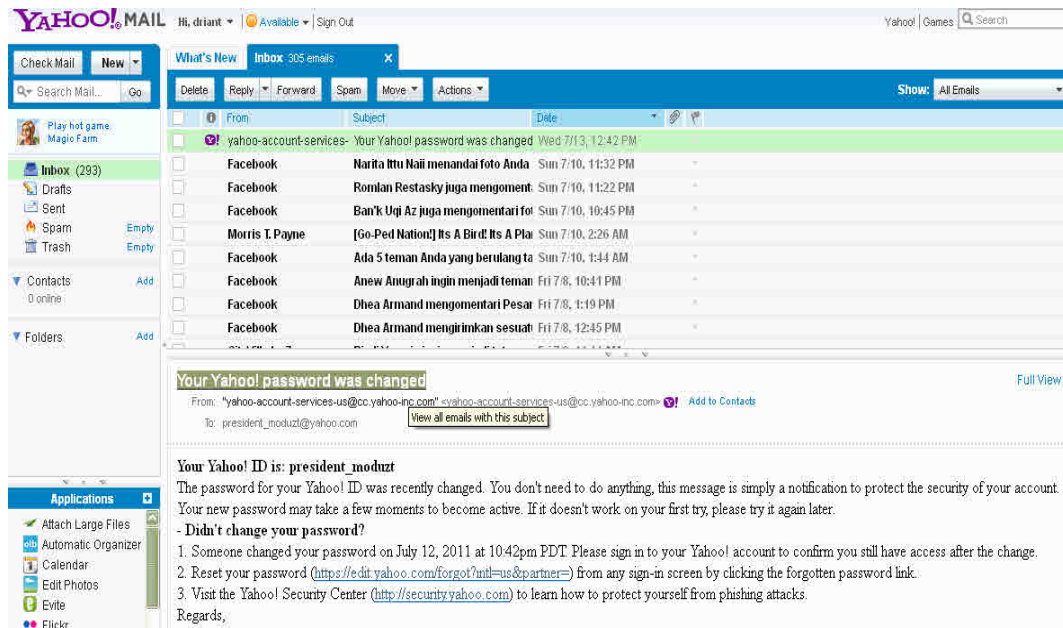 YAHOO! MAIL Hi, driant Available Sign Out Yahoo! Games Search
Check Mail New
Search Mail... Go
Play hot game
Magic Farm
Inbox (293)
Drafts
Sent
Spam Empty
Trash Empty
Contacts Add
0 online
Folders Add
Applications
Attach Large Files
Automatic Organizer
Calendar
Edit Photos
Evite
Flickr
What's New Inbox 305 emails
Delete Reply Forward Spam Move Actions Show: All Emails
From Subject Date
yahoo-account-services- Your Yahoo! password was changed Wed 7/13, 12:42 PM
Facebook Narita Ittu Naii menandai foto Anda Sun 7/10, 11:32 PM
Facebook Romlan Restasky juga mengoment Sun 7/10, 11:22 PM
Facebook Ban'k Uqi Az juga mengomentari fot Sun 7/10, 10:45 PM
Morris T. Payne [Go-Ped Nation!] Its A Bird! Its A Plan Sun 7/10, 2:26 AM
Facebook Ada 5 teman Anda yang berulang ta Sun 7/10, 1:44 AM
Facebook Anew Anugrah ingin menjadi teman Fri 7/8, 10:41 PM
Facebook Dhea Armand mengomentari Pesan Fri 7/8, 1:19 PM
Facebook Dhea Armand mengirimkan sesuatu Fri 7/8, 12:45 PM
Your Yahoo! password was changed Full View
From: "yahoo-account-services-us@cc.yahoo-inc.com" <yahoo-account-services-us@cc.yahoo-inc.com> Add to Contacts
View all emails with this subject
To: president_moduzt@yahoo.com
Your Yahoo! ID is: president_moduzt
The password for your Yahoo! ID was recently changed. You don't need to do anything, this message is simply a notification to protect the security of your account.
Your new password may take a few moments to become active. If it doesn't work on your first try, please try it again later.
- Didn't change your password?
1. Someone changed your password on July 12, 2011 at 10:42pm PDT. Please sign in to your Yahoo! account to confirm you still have access after the change.
2. Reset your password (https://edit.yahoo.com/forgot?intl=us&partner=) from any sign-in screen by clicking the forgotten password link.
3. Visit the Yahoo! Security Center (http://security.yahoo.com) to learn how to protect yourself from phishing attacks.
Regards,